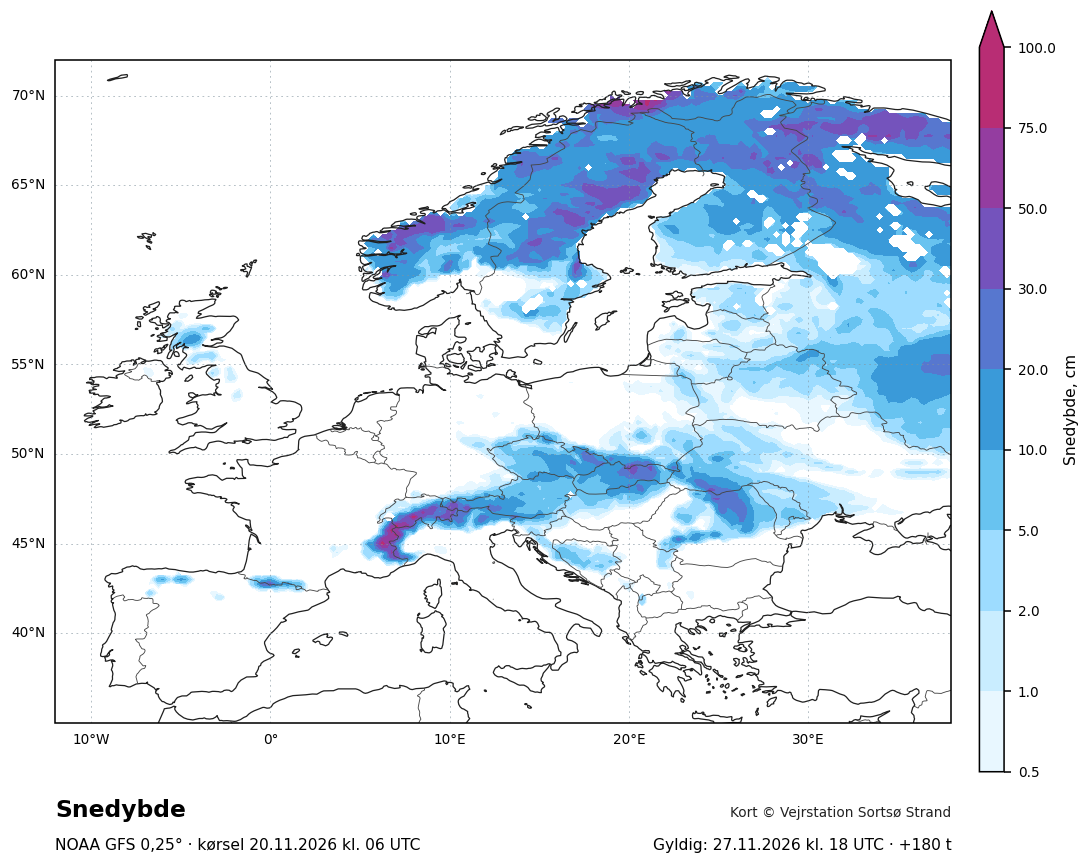 100.0
75.0
50.0
30.0
20.0
10.0
5.0
2.0
1.0
0.5
Snedybde, cm
70°N
65°N
60°N
55°N
50°N
45°N
40°N
10°W 0° 10°E 20°E 30°E
Snedybde
Kort © Vejrstation Sortsø Strand
NOAA GFS 0,25° · kørsel 20.11.2026 kl. 06 UTC
Gyldig: 27.11.2026 kl. 18 UTC · +180 t